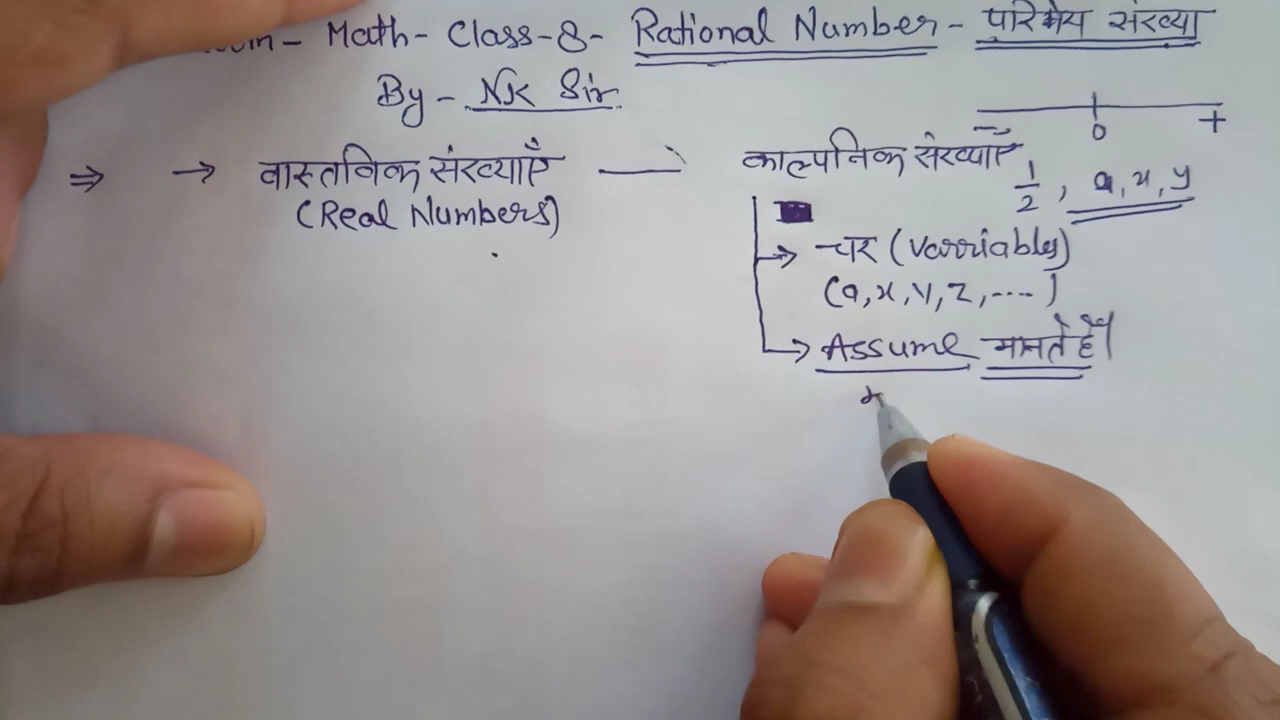 Math- Class-8- Rational Number- परिमेय संख्या
By - NK Sir.
- 0 +
⇒ → वास्तविक संख्याएँ — काल्पनिक संख्याएँ
(Real Numbers)
1/2, a, x, y
→ चर (varriables)
(a, x, y, z, ....)
→ Assume मानते हैं।